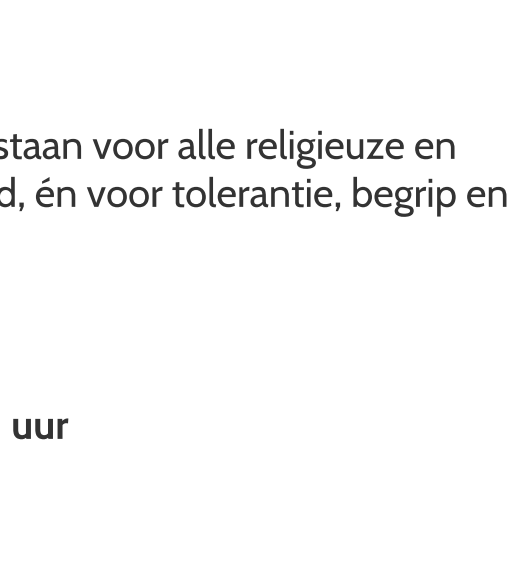 staan voor alle religieuze en
d, én voor tolerantie, begrip en
uur